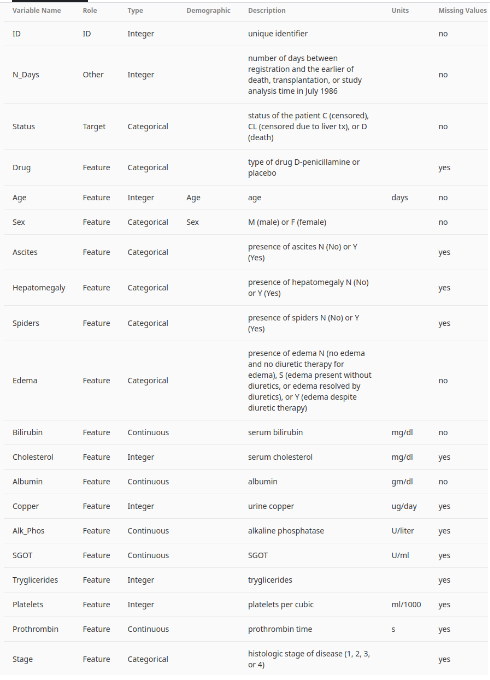 Variable Name Role Type Demographic Description Units Missing Values
ID ID Integer unique identifier no
number of days between
registration and the earlier of
N_Days Other Integer death, transplantation, or study no
analysis time in July 1986
status of the patient C (censored),
Status Target Categorical CL (censored due to liver tx), or D no
(death)
Drug Feature Categorical type of drug D-penicillamine or yes
placebo
Age Feature Integer Age age days no
Sex Feature Categorical Sex M (male) or F (female) no
Ascites Feature Categorical presence of ascites N (No) or Y yes
(Yes)
Hepatomegaly Feature Categorical presence of hepatomegaly N (No) yes
or Y (Yes)
Spiders Feature Categorical presence of spiders N (No) or Y yes
(Yes)
presence of edema N (no edema
and no diuretic therapy for
edema), S (edema present without
Edema Feature Categorical diuretics, or edema resolved by no
diuretics), or Y (edema despite
diuretic therapy)
Bilirubin Feature Continuous serum bilirubin mg/dl no
Cholesterol Feature Integer serum cholesterol mg/dl yes
Albumin Feature Continuous albumin gm/dl no
Copper Feature Integer urine copper ug/day yes
Alk_Phos Feature Continuous alkaline phosphatase U/liter yes
SGOT Feature Continuous SGOT U/ml yes
Tryglicerides Feature Integer tryglicerides yes
Platelets Feature Integer platelets per cubic ml/1000 yes
Prothrombin Feature Continuous prothrombin time s yes
Stage Feature Categorical histologic stage of disease (1, 2, 3, yes
or 4)